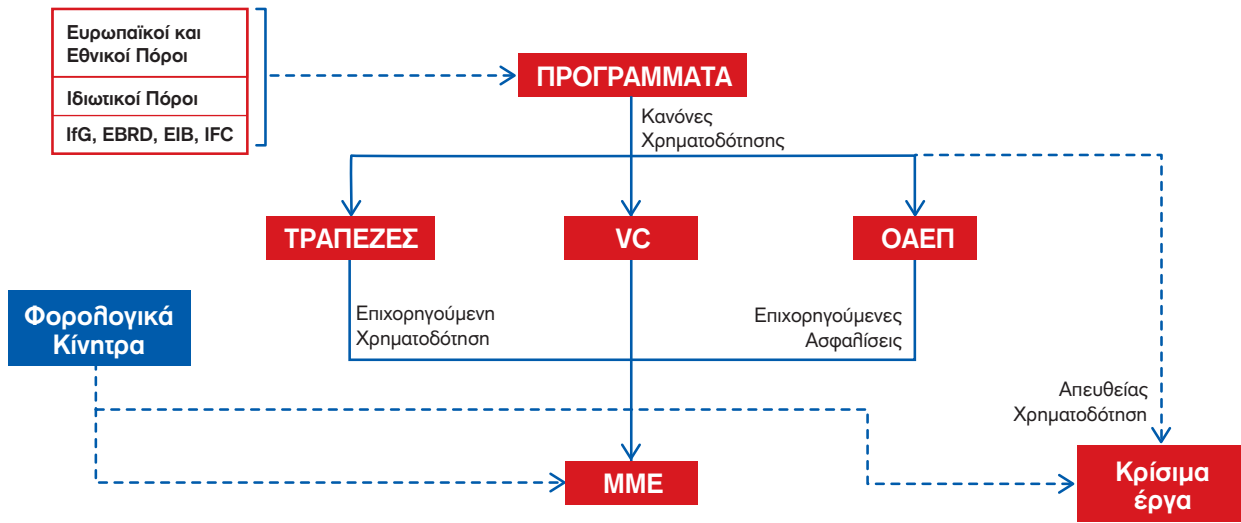 Ευρωπαϊκοί και
Εθνικοί Πόροι
Ιδιωτικοί Πόροι
IfG, EBRD, EIB, IFC
ΠΡΟΓΡΑΜΜΑΤΑ
Κανόνες
Χρηματοδότησης
ΤΡΑΠΕΖΕΣ
VC
ΟΑΕΠ
Φορολογικά
Κίνητρα
Επιχορηγούμενη
Χρηματοδότηση
Επιχορηγούμενες
Ασφαλίσεις
Απευθείας
Χρηματοδότηση
ΜΜΕ
Κρίσιμα
έργα